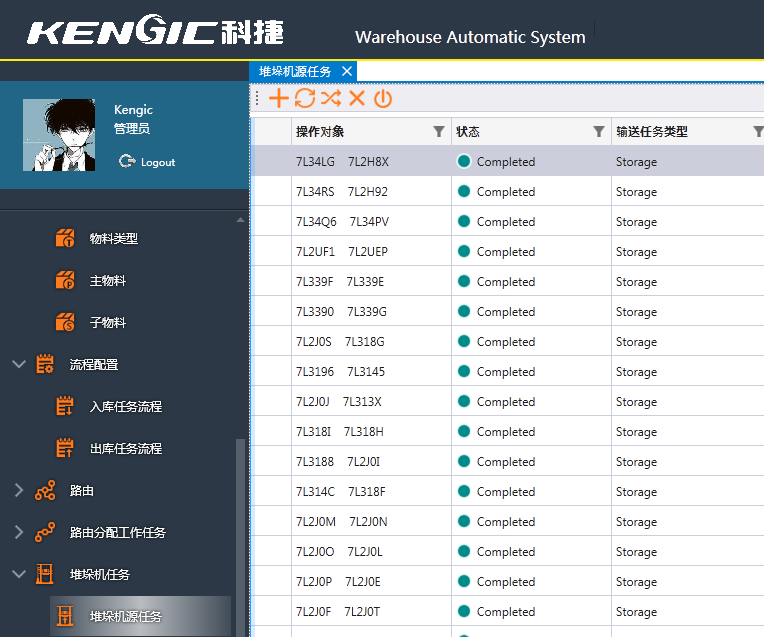 KENGIC科捷
Warehouse Automatic System
Kengic
管理员
Logout
物料类型
主物料
子物料
流程配置
入库任务流程
出库任务流程
路由
路由分配工作任务
堆垛机任务
堆垛机源任务
堆垛机源任务
操作对象 状态 输送任务类型
7L34LG 7L2H8X Completed Storage
7L34RS 7L2H92 Completed Storage
7L34Q6 7L34PV Completed Storage
7L2UF1 7L2UEP Completed Storage
7L339F 7L339E Completed Storage
7L3390 7L339G Completed Storage
7L2J0S 7L318G Completed Storage
7L3196 7L3145 Completed Storage
7L2J0J 7L313X Completed Storage
7L318I 7L318H Completed Storage
7L3188 7L2J0I Completed Storage
7L314C 7L318F Completed Storage
7L2J0M 7L2J0N Completed Storage
7L2J0O 7L2J0L Completed Storage
7L2J0P 7L2J0E Completed Storage
7L2J0F 7L2J0T Completed Storage